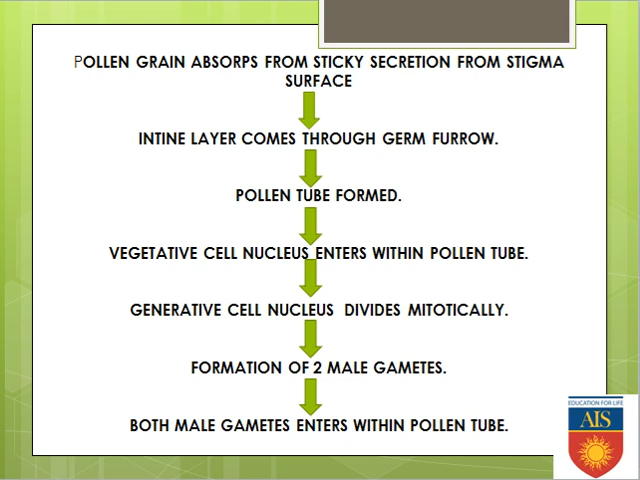 POLLEN GRAIN ABSORPS FROM STICKY SECRETION FROM STIGMA
SURFACE
INTINE LAYER COMES THROUGH GERM FURROW.
POLLEN TUBE FORMED.
VEGETATIVE CELL NUCLEUS ENTERS WITHIN POLLEN TUBE.
GENERATIVE CELL NUCLEUS DIVIDES MITOTICALLY.
FORMATION OF 2 MALE GAMETES.
BOTH MALE GAMETES ENTERS WITHIN POLLEN TUBE.
EDUCATION FOR LIFE
AIS